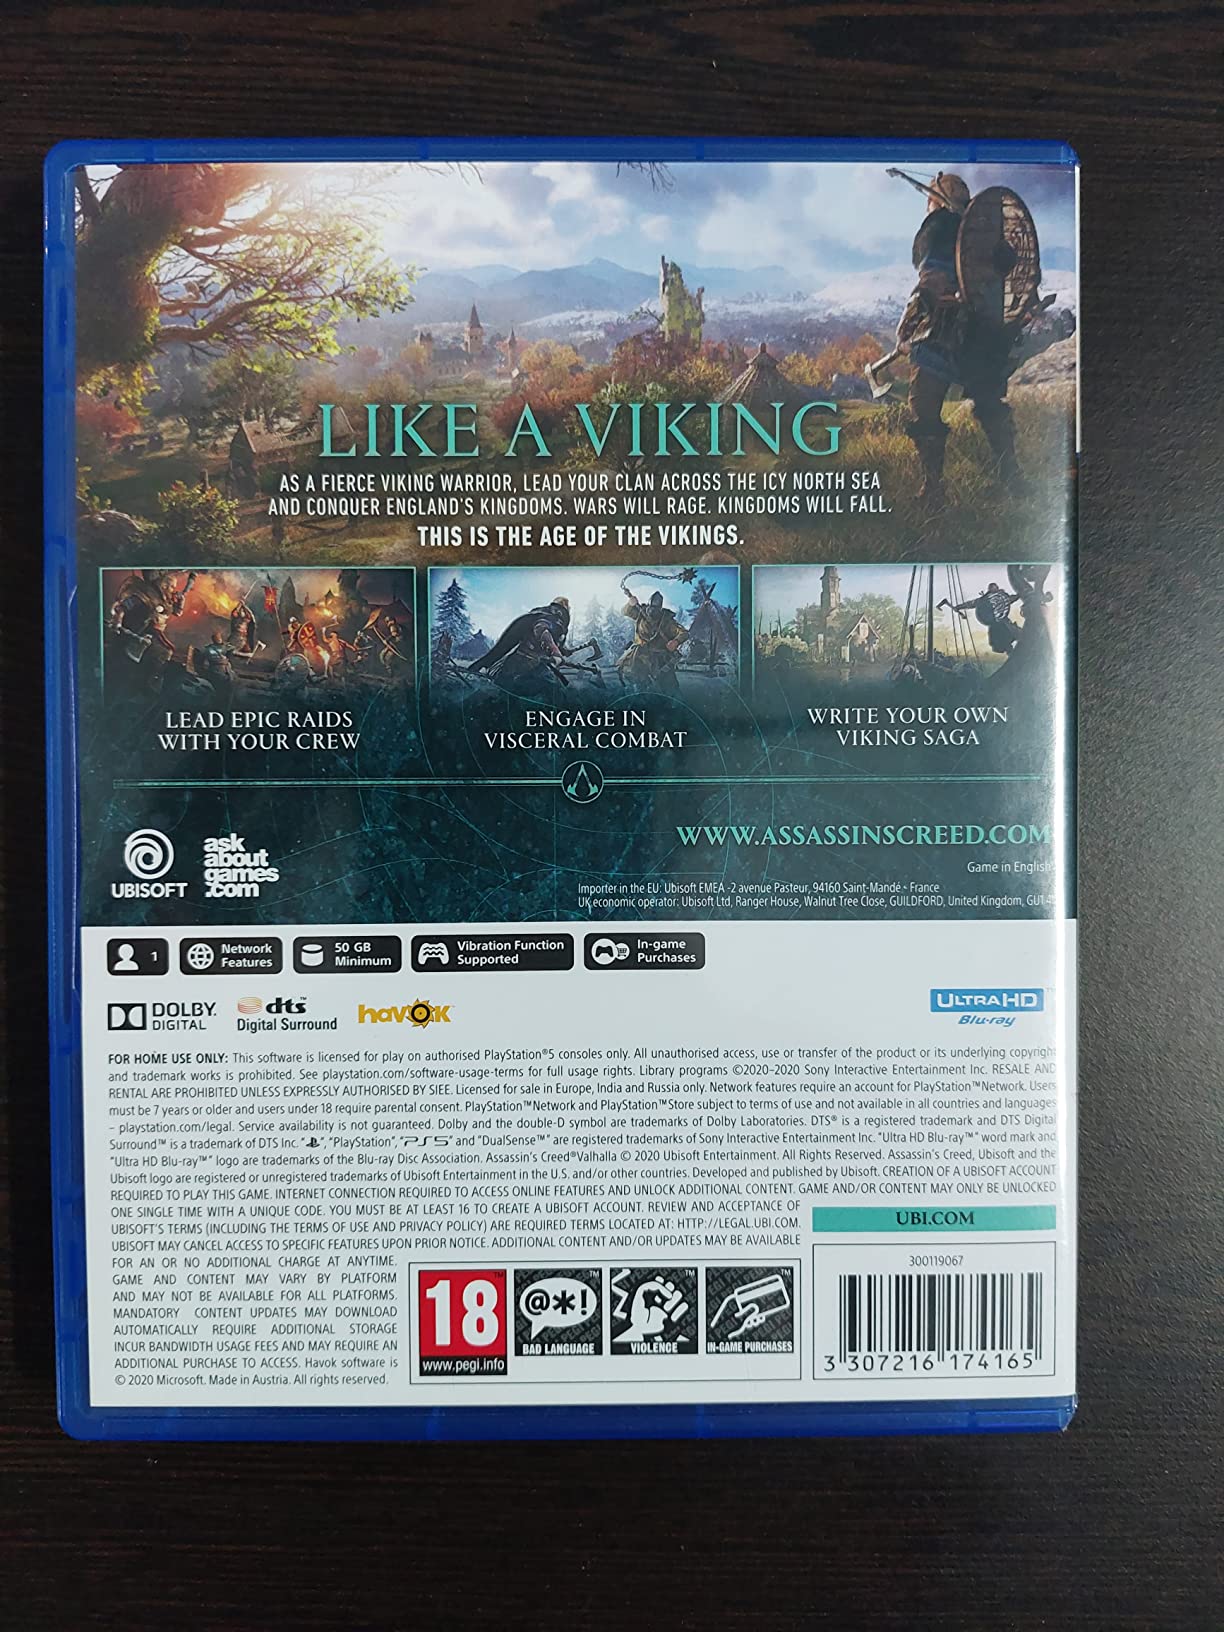 LIKE A VIKING
AS A FIERCE VIKING WARRIOR, LEAD YOUR CLAN ACROSS THE ICY NORTH SEA
AND CONQUER ENGLAND'S KINGDOMS. WARS WILL RAGE. KINGDOMS WILL FALL.
THIS IS THE AGE OF THE VIKINGS.
LEAD EPIC RAIDS
WITH YOUR CREW
ENGAGE IN
VISCERAL COMBAT
WRITE YOUR OWN
VIKING SAGA
UBISOFT
ask
about
games
.com
WWW.ASSASSINSCREED.COM
Game in English
Importer in the EU: Ubisoft EMEA -2 avenue Pasteur, 94160 Saint-Mandé - France
UK economic operator: Ubisoft Ltd, Ranger House, Walnut Tree Close, GUILDFORD, United Kingdom, GU1 4
1
Network
Features
50 GB
Minimum
Vibration Function
Supported
In-game
Purchases
DOLBY
DIGITAL
dts™
Digital Surround
havok™
ULTRA HD™
Blu-ray
FOR HOME USE ONLY: This software is licensed for play on authorised PlayStation®5 consoles only. All unauthorised access, use or transfer of the product or its underlying copyright
and trademark works is prohibited. See playstation.com/software-usage-terms for full usage rights. Library programs ©2020-2020 Sony Interactive Entertainment Inc. RESALE AND
RENTAL ARE PROHIBITED UNLESS EXPRESSLY AUTHORISED BY SIEE. Licensed for sale in Europe, India and Russia only. Network features require an account for PlayStation™Network. Users
must be 7 years or older and users under 18 require parental consent. PlayStation™Network and PlayStation™Store subject to terms of use and not available in all countries and languages
– playstation.com/legal. Service availability is not guaranteed. Dolby and the double-D symbol are trademarks of Dolby Laboratories. DTS® is a registered trademark and DTS Digital
Surround™ is a trademark of DTS Inc. "PS", "PlayStation", "PS5" and "DualSense™" are registered trademarks of Sony Interactive Entertainment Inc. "Ultra HD Blu-ray™" word mark and
"Ultra HD Blu-ray™" logo are trademarks of the Blu-ray Disc Association. Assassin's Creed®Valhalla © 2020 Ubisoft Entertainment. All Rights Reserved. Assassin's Creed, Ubisoft and the
Ubisoft logo are registered or unregistered trademarks of Ubisoft Entertainment in the U.S. and/or other countries. Developed and published by Ubisoft. CREATION OF A UBISOFT ACCOUNT
REQUIRED TO PLAY THIS GAME. INTERNET CONNECTION REQUIRED TO ACCESS ONLINE FEATURES AND UNLOCK ADDITIONAL CONTENT. GAME AND/OR CONTENT MAY ONLY BE UNLOCKED
ONE SINGLE TIME WITH A UNIQUE CODE. YOU MUST BE AT LEAST 16 TO CREATE A UBISOFT ACCOUNT. REVIEW AND ACCEPTANCE OF
UBISOFT'S TERMS (INCLUDING THE TERMS OF USE AND PRIVACY POLICY) ARE REQUIRED TERMS LOCATED AT: HTTP://LEGAL.UBI.COM.
UBISOFT MAY CANCEL ACCESS TO SPECIFIC FEATURES UPON PRIOR NOTICE. ADDITIONAL CONTENT AND/OR UPDATES MAY BE AVAILABLE
FOR AN OR NO ADDITIONAL CHARGE AT ANYTIME.
GAME AND CONTENT MAY VARY BY PLATFORM
AND MAY NOT BE AVAILABLE FOR ALL PLATFORMS.
MANDATORY CONTENT UPDATES MAY DOWNLOAD
AUTOMATICALLY REQUIRE ADDITIONAL STORAGE
INCUR BANDWIDTH USAGE FEES AND MAY REQUIRE AN
ADDITIONAL PURCHASE TO ACCESS. Havok software is
© 2020 Microsoft. Made in Austria. All rights reserved.
UBI.COM
18
www.pegi.info
@*!
BAD LANGUAGE
VIOLENCE
IN-GAME PURCHASES
300119067
3 307216 174165